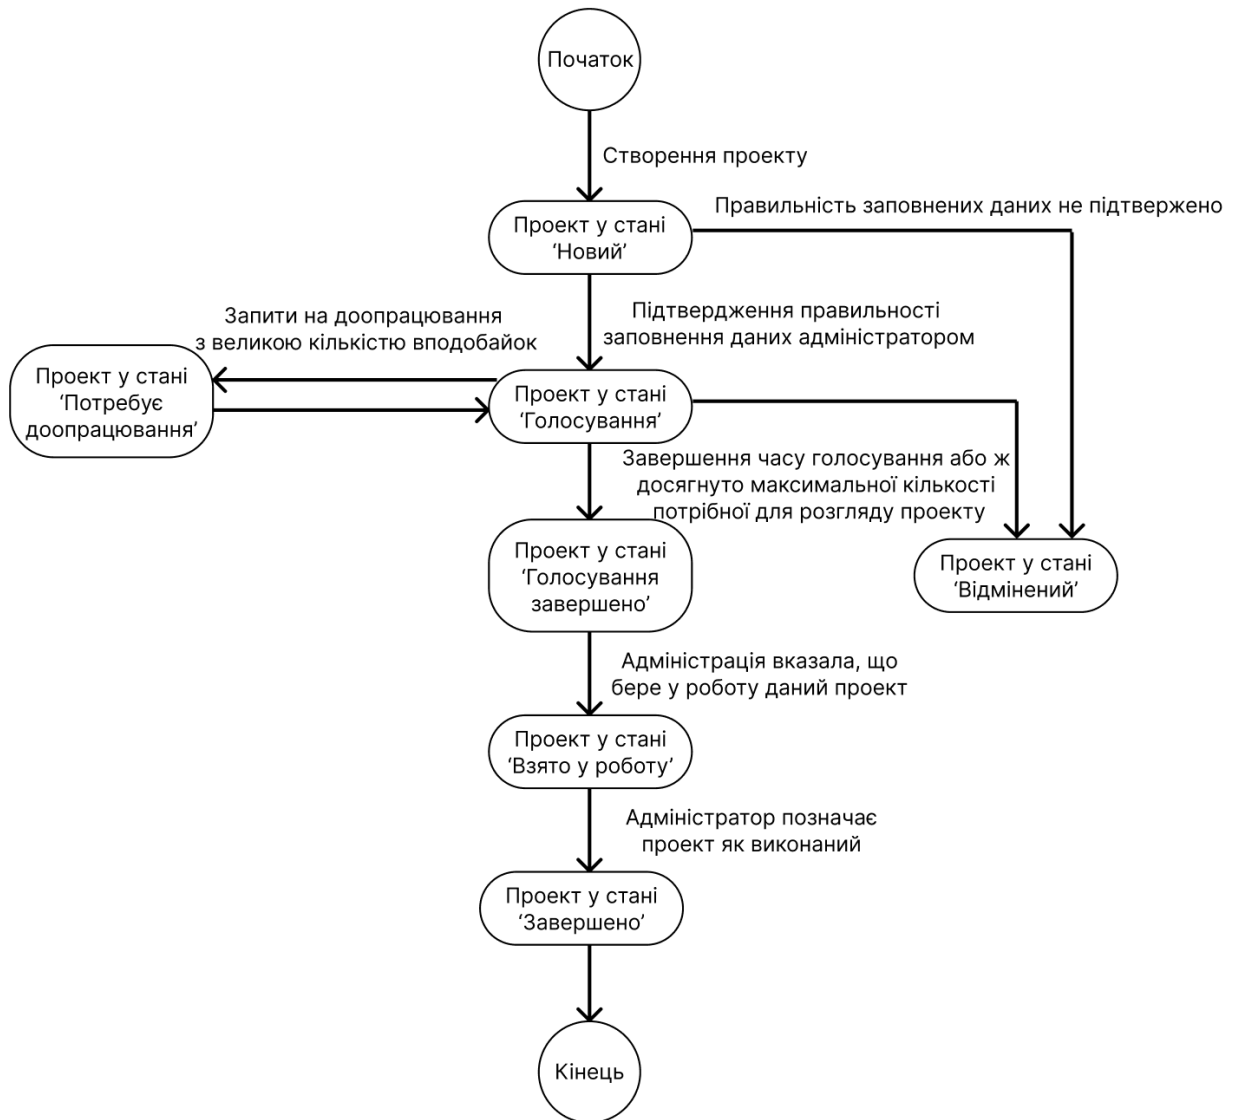 Початок
Створення проекту
Правильність заповнених даних не підтвержено
Проект у стані
‘Новий’
Запити на доопрацювання
з великою кількістю вподобайок
Підтвердження правильності
заповнення даних адміністратором
Проект у стані
‘Потребує
доопрацювання’
Проект у стані
‘Голосування’
Завершення часу голосування або ж
досягнуто максимальної кількості
потрібної для розгляду проекту
Проект у стані
‘Голосування
завершено’
Проект у стані
‘Відмінений’
Адміністрація вказала, що
бере у роботу даний проект
Проект у стані
‘Взято у роботу’
Адміністратор позначає
проект як виконаний
Проект у стані
‘Завершено’
Кінець